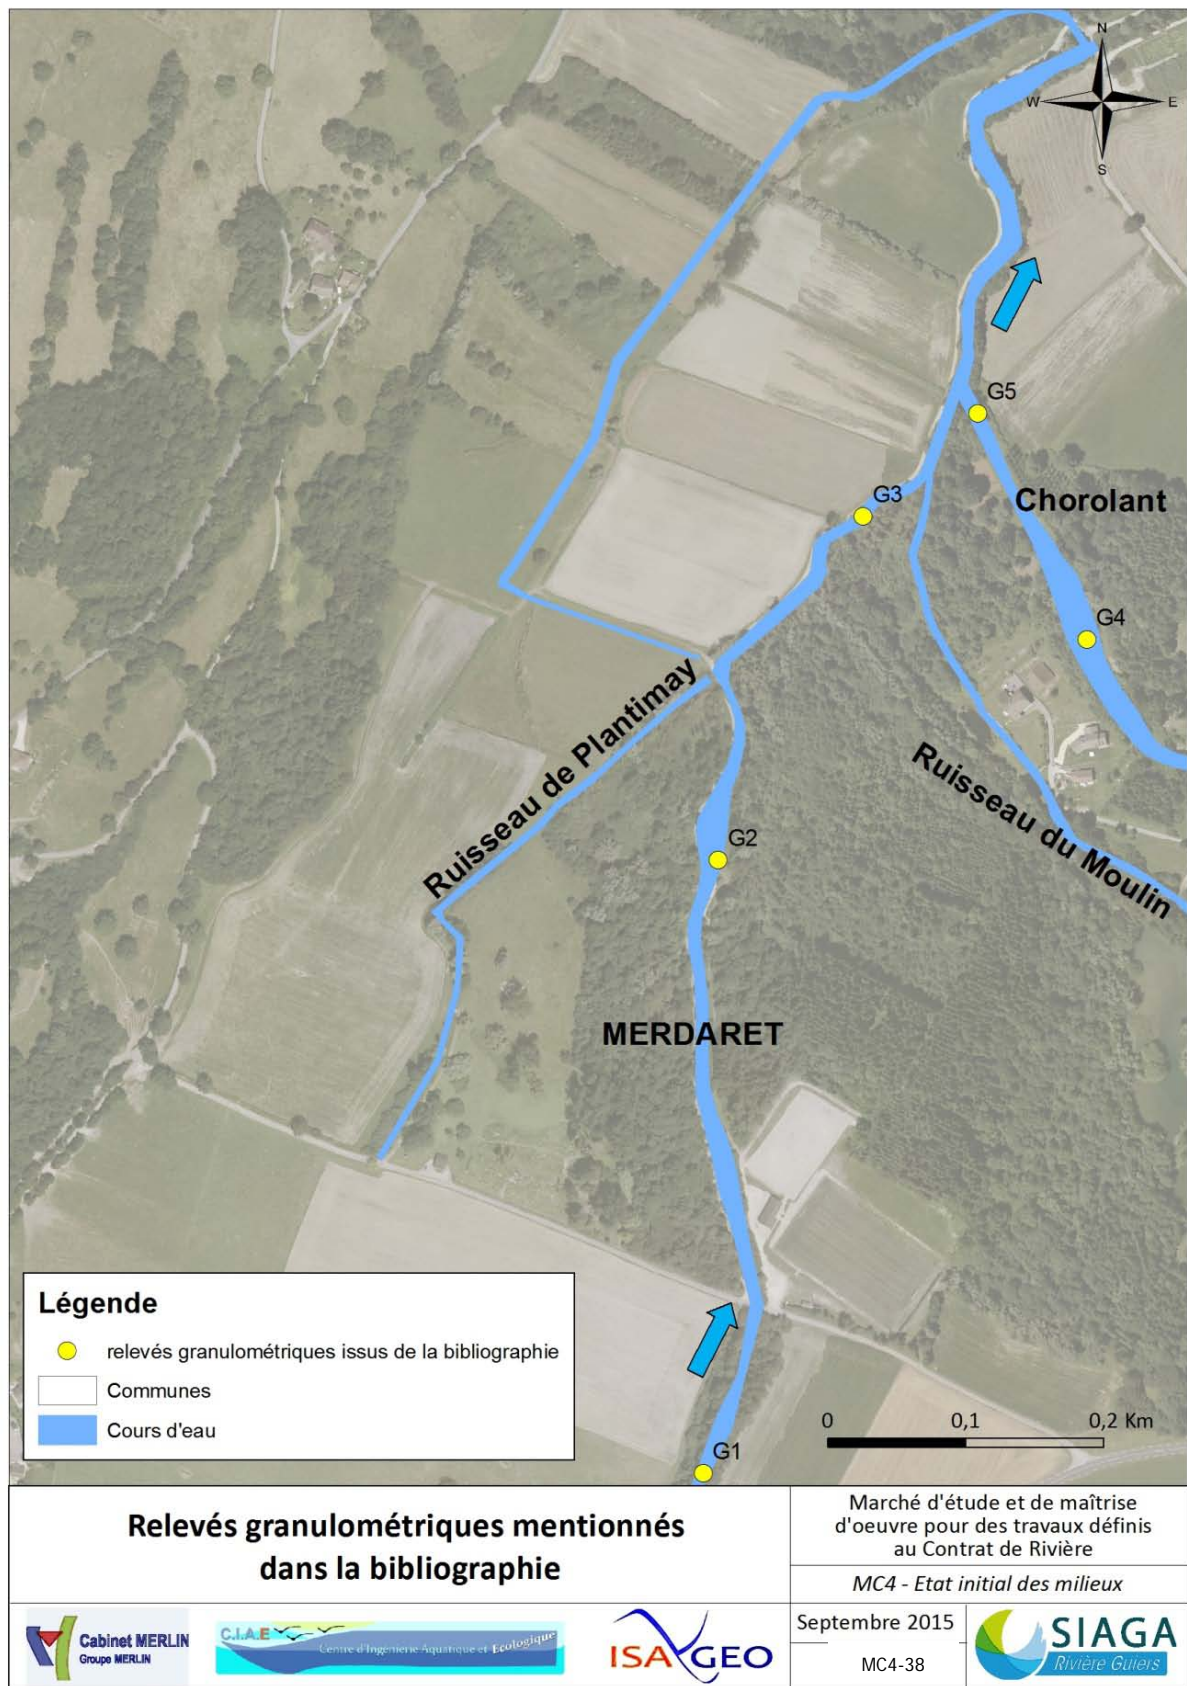 N
W
E
S
G5
Chorolant
G3
G4
Ruisseau de Plantimay
Ruisseau du Moulin
G2
MERDARET
Légende
relevés granulométriques issus de la bibliographie
Communes
Cours d'eau
0 0,1 0,2 Km
G1
Relevés granulométriques mentionnés
dans la bibliographie
Marché d'étude et de maîtrise
d'oeuvre pour des travaux définis
au Contrat de Rivière
MC4 - Etat initial des milieux
Septembre 2015
MC4-38
Cabinet MERLIN
Groupe MERLIN
C.I.A.E
Centre d'Ingénierie Aquatique et Ecologique
ISA GEO
SIAGA
Rivière Guiers